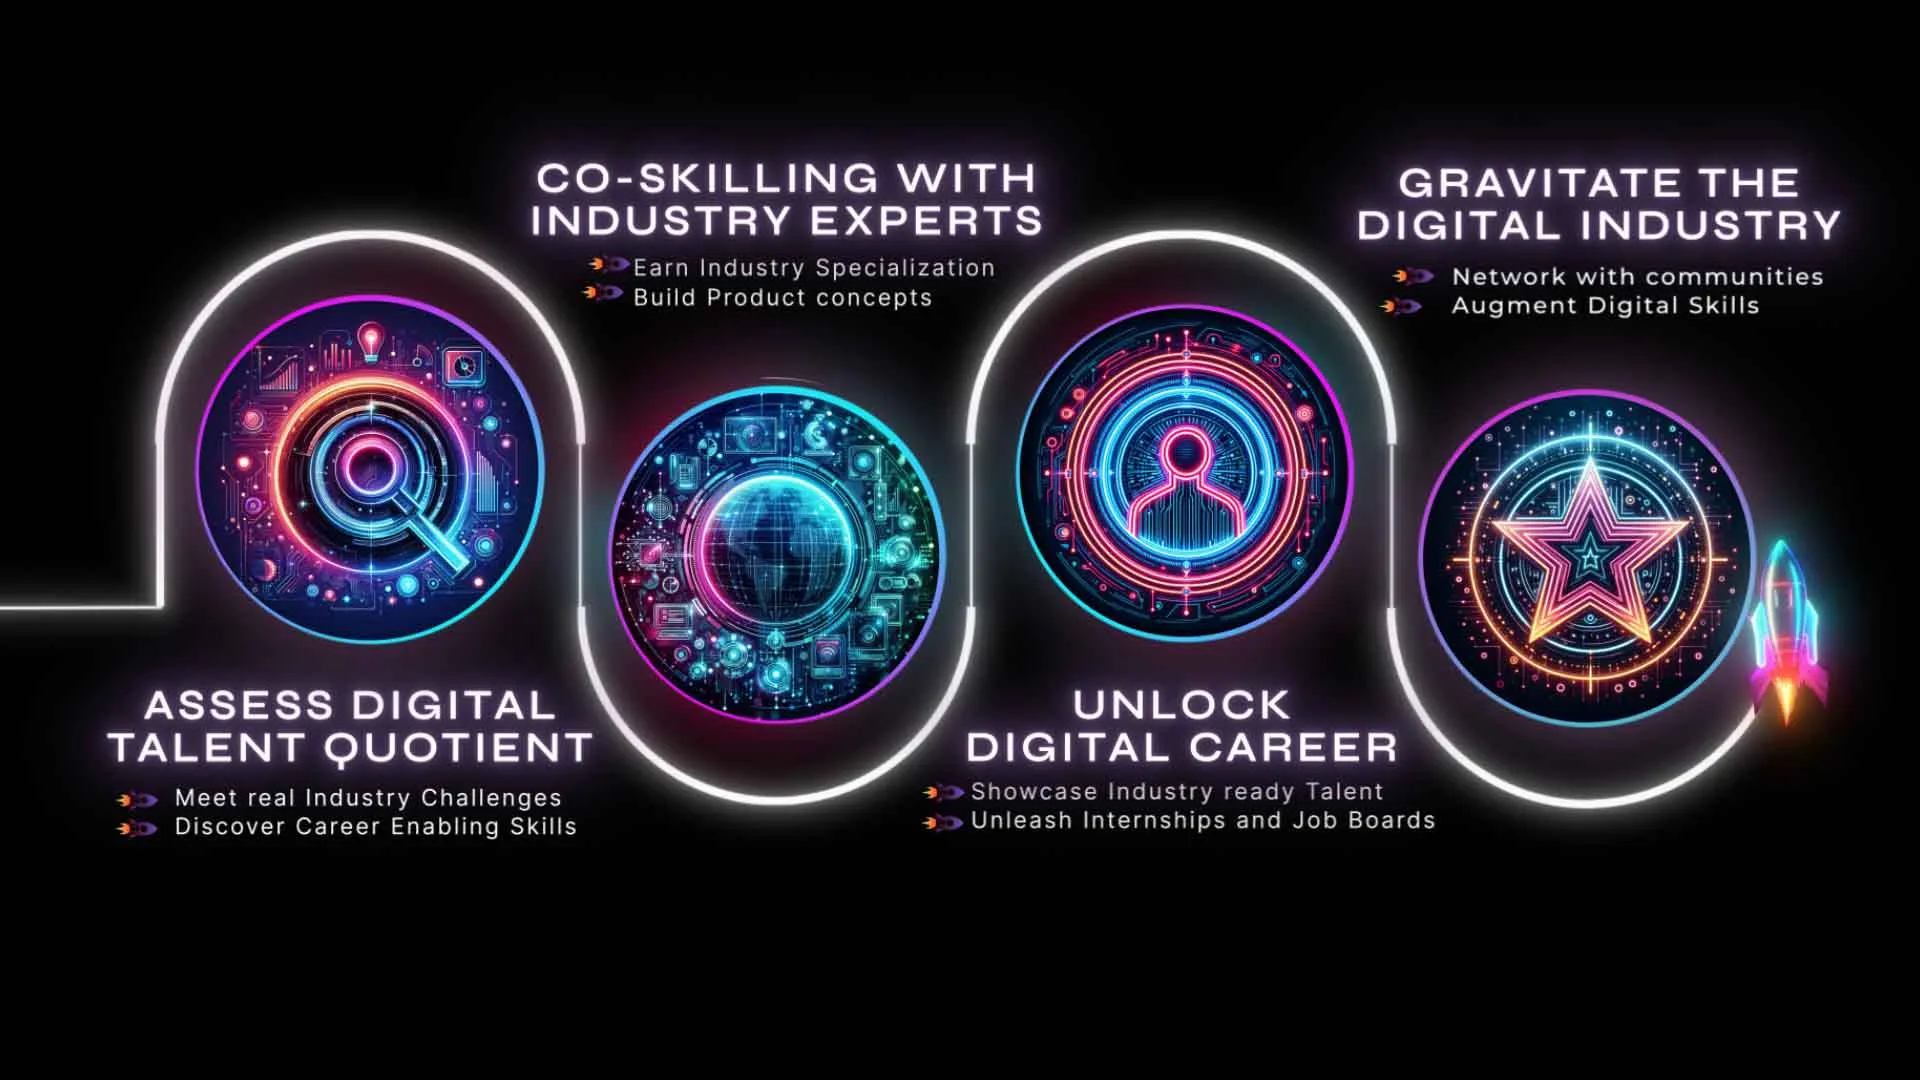 ASSESS DIGITAL
TALENT QUOTIENT
Meet real Industry Challenges
Discover Career Enabling Skills
CO-SKILLING WITH
INDUSTRY EXPERTS
Earn Industry Specialization
Build Product concepts
UNLOCK
DIGITAL CAREER
Showcase Industry ready Talent
Unleash Internships and Job Boards
GRAVITATE THE
DIGITAL INDUSTRY
Network with communities
Augment Digital Skills